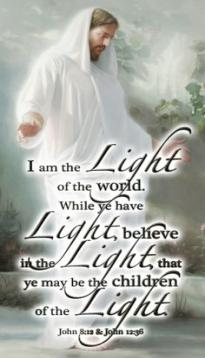 I am the Light
of the world.
While ye have
Light, believe
in the Light, that
ye may be the children
of the Light.
John 8:12 & John 12:36